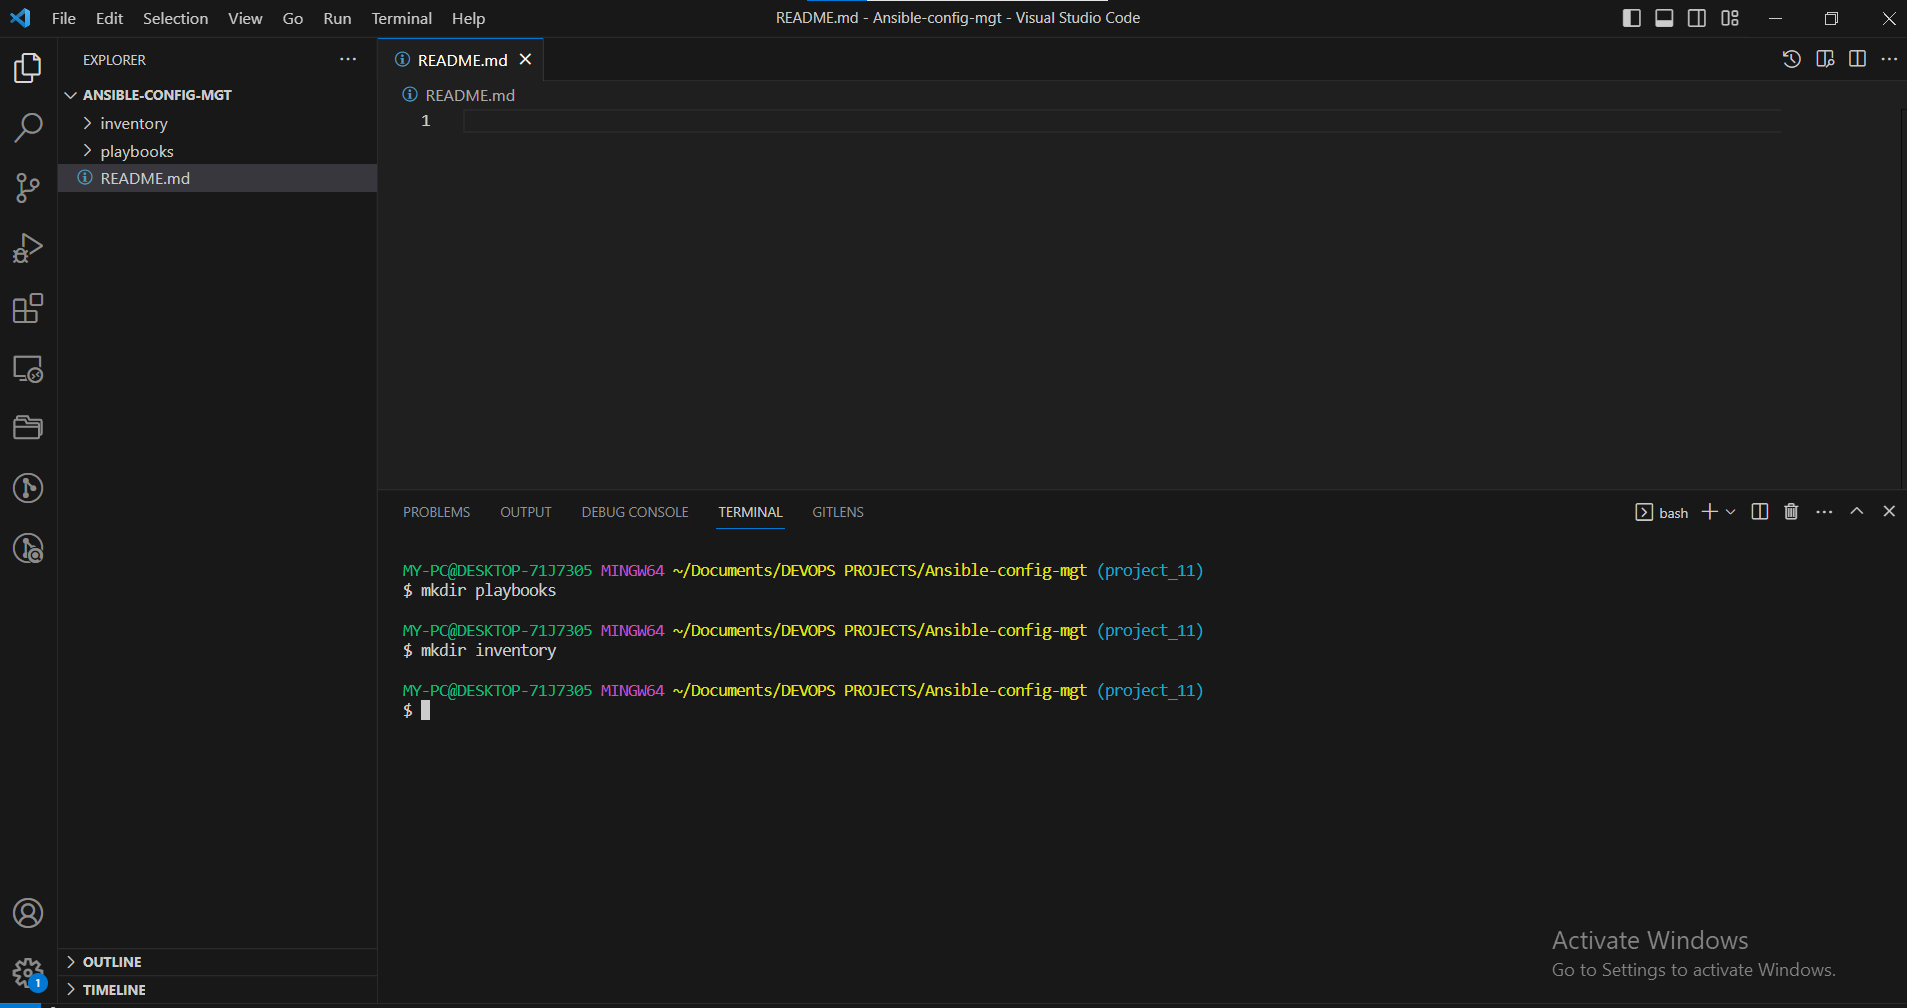 File Edit Selection View Go Run Terminal Help
README.md - Ansible-config-mgt - Visual Studio Code
EXPLORER
ANSIBLE-CONFIG-MGT
inventory
playbooks
README.md
OUTLINE
TIMELINE
1
README.md
README.md
1
PROBLEMS OUTPUT DEBUG CONSOLE TERMINAL GITLENS
bash
MY-PC@DESKTOP-71J7305 MINGW64 ~/Documents/DEVOPS PROJECTS/Ansible-config-mgt (project_11)
$ mkdir playbooks
MY-PC@DESKTOP-71J7305 MINGW64 ~/Documents/DEVOPS PROJECTS/Ansible-config-mgt (project_11)
$ mkdir inventory
MY-PC@DESKTOP-71J7305 MINGW64 ~/Documents/DEVOPS PROJECTS/Ansible-config-mgt (project_11)
$
Activate Windows
Go to Settings to activate Windows.